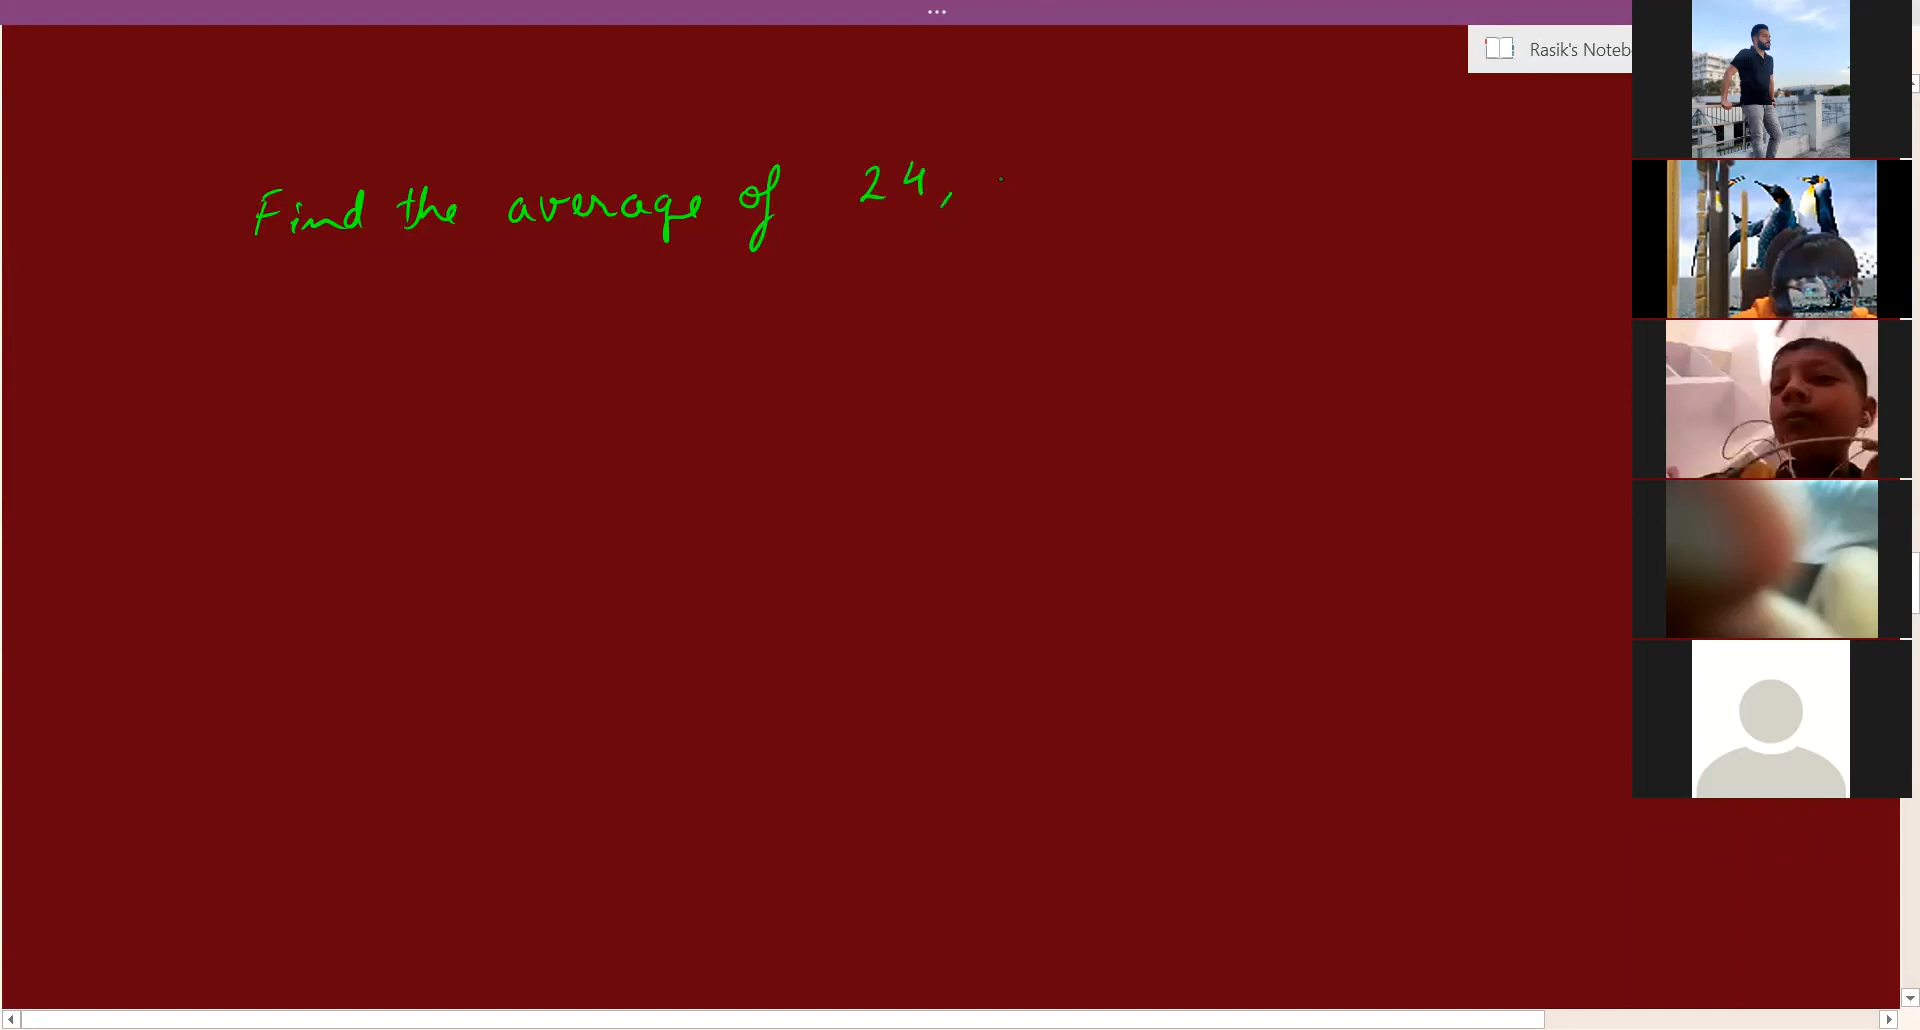 Rasik's Noteb
Find the average of 24,